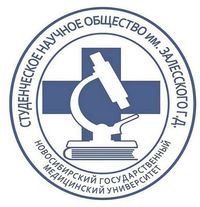 СТУДЕНЧЕСКОЕ НАУЧНОЕ ОБЩЕСТВО ИМ. ЗАЛЕССКОГО Г.Д.
НОВОСИБИРСКИЙ ГОСУДАРСТВЕННЫЙ
МЕДИЦИНСКИЙ УНИВЕРСИТЕТ